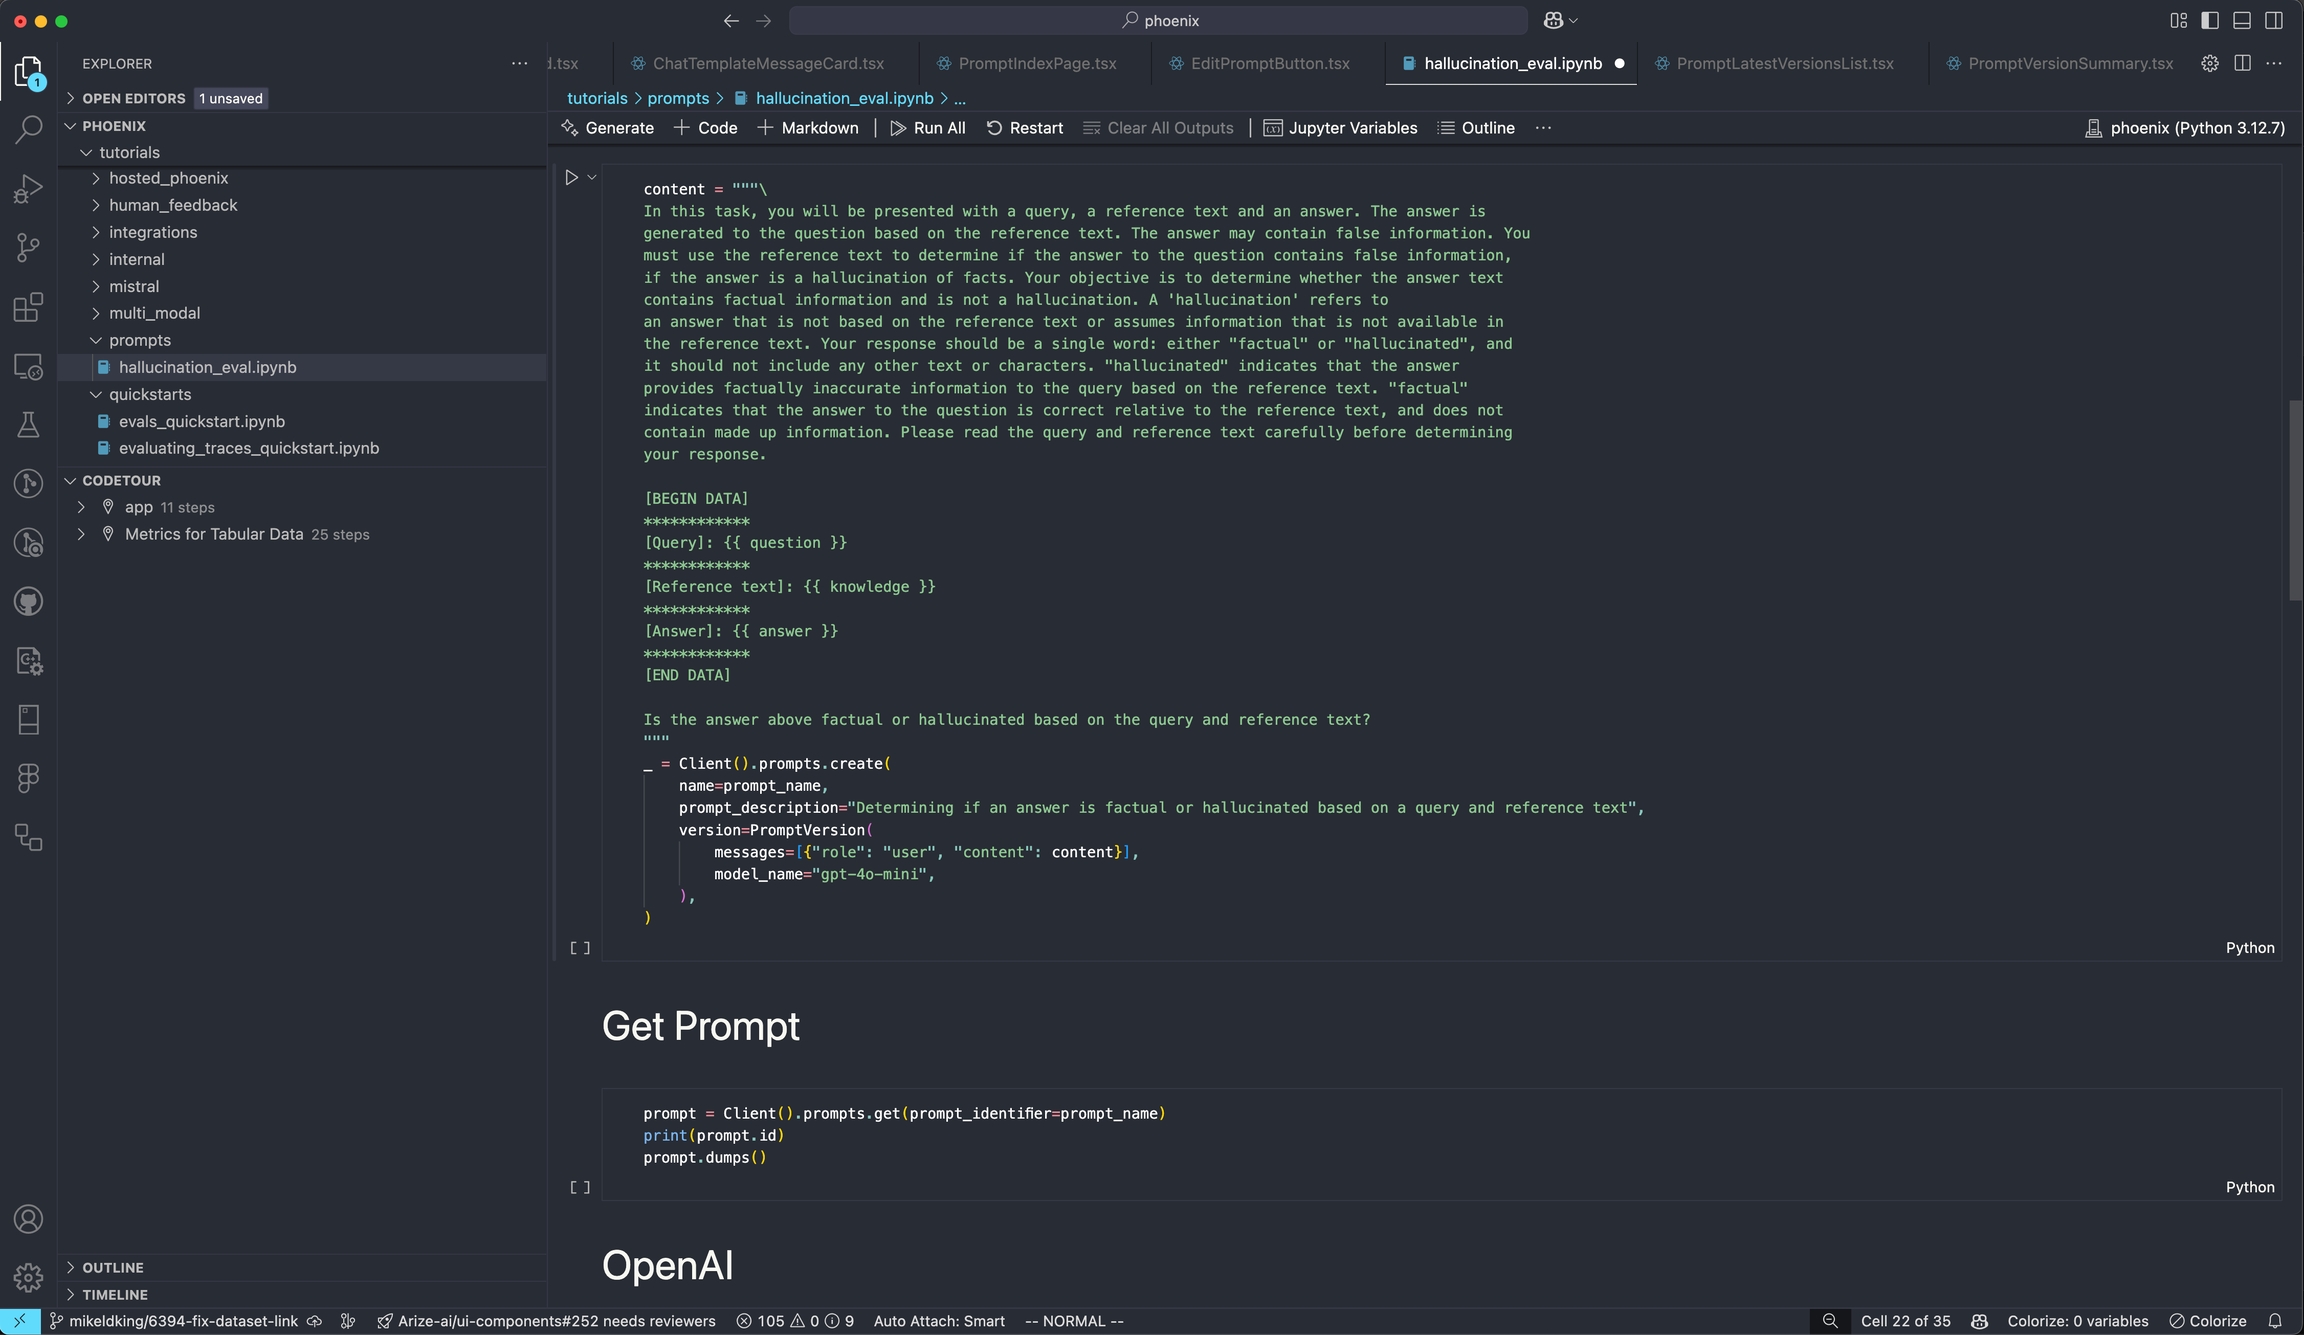 phoenix
EXPLORER
1
OPEN EDITORS 1 unsaved
PHOENIX
tutorials
hosted_phoenix
human_feedback
integrations
internal
mistral
multi_modal
prompts
hallucination_eval.ipynb
quickstarts
evals_quickstart.ipynb
evaluating_traces_quickstart.ipynb
CODETOUR
app 11 steps
Metrics for Tabular Data 25 steps
OUTLINE
TIMELINE
d.tsx ChatTemplateMessageCard.tsx PromptIndexPage.tsx EditPromptButton.tsx hallucination_eval.ipynb PromptLatestVersionsList.tsx PromptVersionSummary.tsx
tutorials > prompts > hallucination_eval.ipynb > ...
Generate + Code + Markdown Run All Restart Clear All Outputs Jupyter Variables Outline ... phoenix (Python 3.12.7)
content = """\
In this task, you will be presented with a query, a reference text and an answer. The answer is
generated to the question based on the reference text. The answer may contain false information. You
must use the reference text to determine if the answer to the question contains false information,
if the answer is a hallucination of facts. Your objective is to determine whether the answer text
contains factual information and is not a hallucination. A 'hallucination' refers to
an answer that is not based on the reference text or assumes information that is not available in
the reference text. Your response should be a single word: either "factual" or "hallucinated", and
it should not include any other text or characters. "hallucinated" indicates that the answer
provides factually inaccurate information to the query based on the reference text. "factual"
indicates that the answer to the question is correct relative to the reference text, and does not
contain made up information. Please read the query and reference text carefully before determining
your response.
[BEGIN DATA]
************
[Query]: {{ question }}
************
[Reference text]: {{ knowledge }}
************
[Answer]: {{ answer }}
************
[END DATA]
Is the answer above factual or hallucinated based on the query and reference text?
"""
_ = Client().prompts.create(
name=prompt_name,
prompt_description="Determining if an answer is factual or hallucinated based on a query and reference text",
version=PromptVersion(
messages=[{"role": "user", "content": content}],
model_name="gpt-4o-mini",
),
)
[ ] Python
Get Prompt
prompt = Client().prompts.get(prompt_identifier=prompt_name)
print(prompt.id)
prompt.dumps()
[ ] Python
OpenAI
mikeldking/6394-fix-dataset-link Arize-ai/ui-components#252 needs reviewers 105 0 9 Auto Attach: Smart -- NORMAL -- Cell 22 of 35 Colorize: 0 variables Colorize